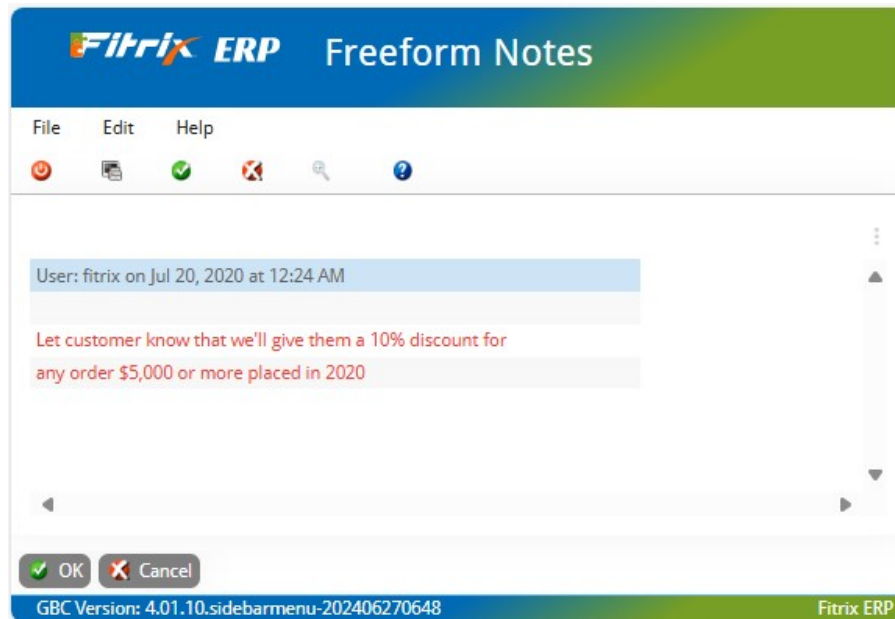 Fitrix ERP Freeform Notes
File Edit Help
User: fitrix on Jul 20, 2020 at 12:24 AM
Let customer know that we'll give them a 10% discount for
any order $5,000 or more placed in 2020
OK Cancel
GBC Version: 4.01.10.sidebarmenu-202406270648 Fitrix ERP